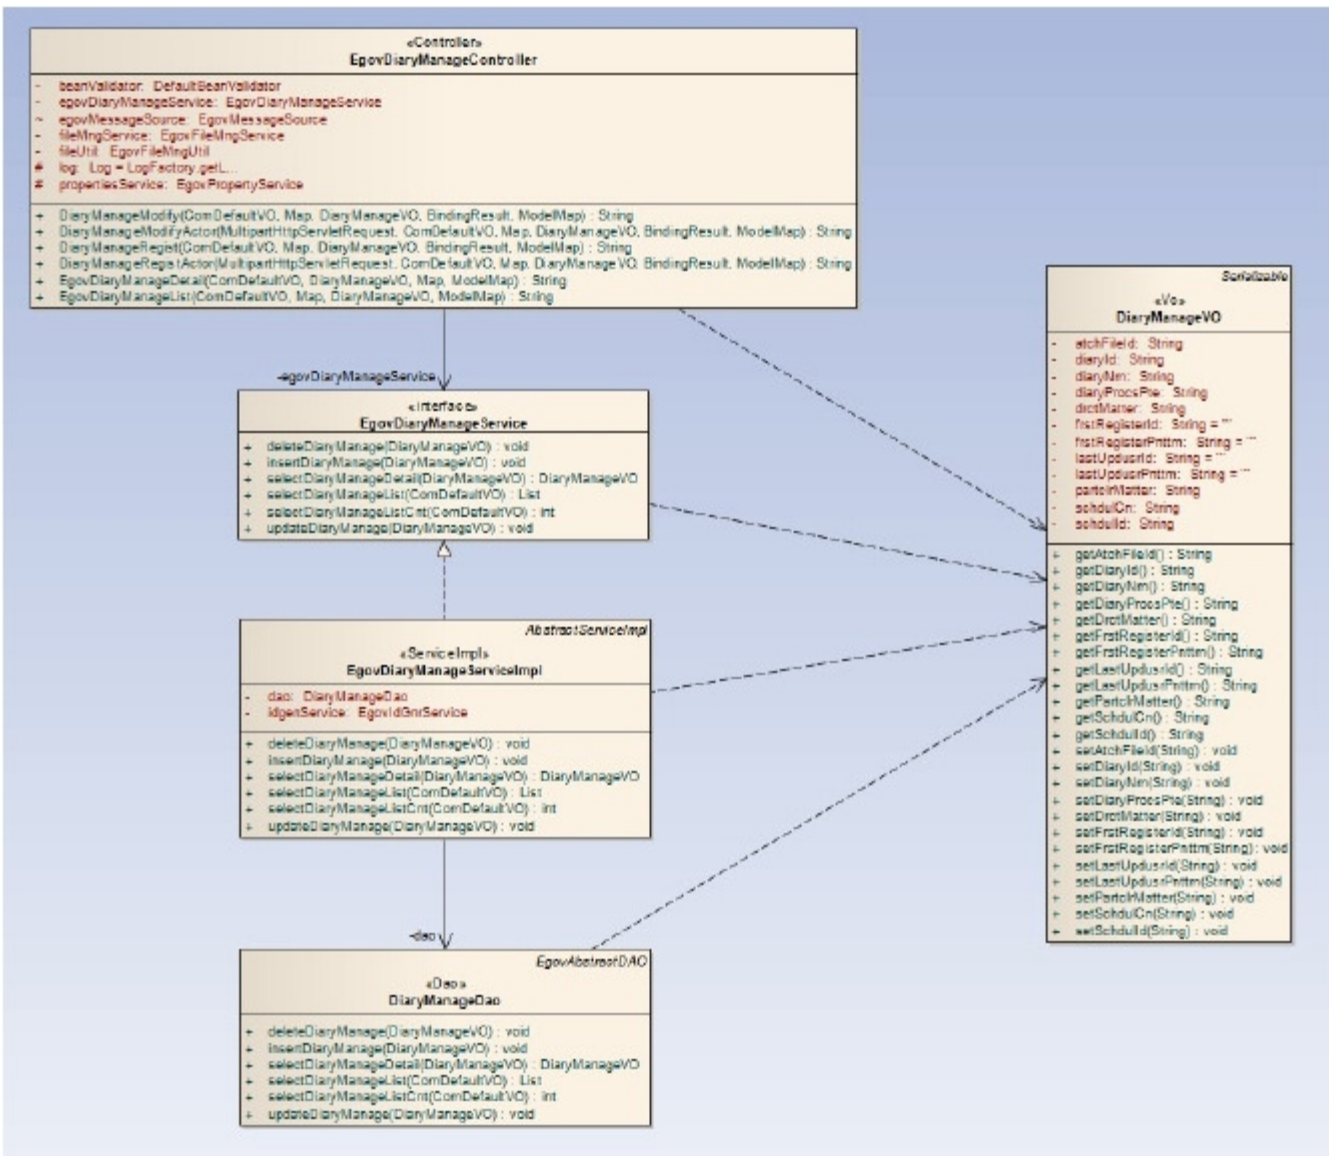 «Controller»
EgovDiaryManageController
- beanValidator: DefaultBeanValidator
- egovDiaryManageService: EgovDiaryManageService
~ egovMessageSource: EgovMessageSource
- fileMngService: EgovFileMngService
- fileUtil: EgovFileMngUtil
# log: Log = LogFactory.getL...
# propertiesService: EgovPropertyService
+ DiaryManageModify(ComDefaultVO, Map, DiaryManageVO, BindingResult, ModelMap) : String
+ DiaryManageModifyActor(MultipartHttpServletRequest, ComDefaultVO, Map, DiaryManageVO, BindingResult, ModelMap) : String
+ DiaryManageRegist(ComDefaultVO, Map, DiaryManageVO, BindingResult, ModelMap) : String
+ DiaryManageRegistActor(MultipartHttpServletRequest, ComDefaultVO, Map, DiaryManageVO, BindingResult, ModelMap) : String
+ EgovDiaryManageDetail(ComDefaultVO, DiaryManageVO, Map, ModelMap) : String
+ EgovDiaryManageList(ComDefaultVO, Map, DiaryManageVO, ModelMap) : String
-egovDiaryManageService
«interface»
EgovDiaryManageService
+ deleteDiaryManage(DiaryManageVO) : void
+ insertDiaryManage(DiaryManageVO) : void
+ selectDiaryManageDetail(DiaryManageVO) : DiaryManageVO
+ selectDiaryManageList(ComDefaultVO) : List
+ selectDiaryManageListCnt(ComDefaultVO) : int
+ updateDiaryManage(DiaryManageVO) : void
AbstractServiceImpl
«ServiceImpl»
EgovDiaryManageServiceImpl
- dao: DiaryManageDao
- idgenService: EgovIdGnrService
+ deleteDiaryManage(DiaryManageVO) : void
+ insertDiaryManage(DiaryManageVO) : void
+ selectDiaryManageDetail(DiaryManageVO) : DiaryManageVO
+ selectDiaryManageList(ComDefaultVO) : List
+ selectDiaryManageListCnt(ComDefaultVO) : int
+ updateDiaryManage(DiaryManageVO) : void
-dao
EgovAbstractDAO
«Dao»
DiaryManageDao
+ deleteDiaryManage(DiaryManageVO) : void
+ insertDiaryManage(DiaryManageVO) : void
+ selectDiaryManageDetail(DiaryManageVO) : DiaryManageVO
+ selectDiaryManageList(ComDefaultVO) : List
+ selectDiaryManageListCnt(ComDefaultVO) : int
+ updateDiaryManage(DiaryManageVO) : void
Serializable
«Vo»
DiaryManageVO
- atchFileId: String
- diaryId: String
- diaryNm: String
- diaryProcsPte: String
- drctMatter: String
- frstRegisterId: String = ""
- frstRegisterPnttm: String = ""
- lastUpdusrId: String = ""
- lastUpdusrPnttm: String = ""
- partclrMatter: String
- schdulCn: String
- schdulId: String
+ getAtchFileId() : String
+ getDiaryId() : String
+ getDiaryNm() : String
+ getDiaryProcsPte() : String
+ getDrctMatter() : String
+ getFrstRegisterId() : String
+ getFrstRegisterPnttm() : String
+ getLastUpdusrId() : String
+ getLastUpdusrPnttm() : String
+ getPartclrMatter() : String
+ getSchdulCn() : String
+ getSchdulId() : String
+ setAtchFileId(String) : void
+ setDiaryId(String) : void
+ setDiaryNm(String) : void
+ setDiaryProcsPte(String) : void
+ setDrctMatter(String) : void
+ setFrstRegisterId(String) : void
+ setFrstRegisterPnttm(String) : void
+ setLastUpdusrId(String) : void
+ setLastUpdusrPnttm(String) : void
+ setPartclrMatter(String) : void
+ setSchdulCn(String) : void
+ setSchdulId(String) : void